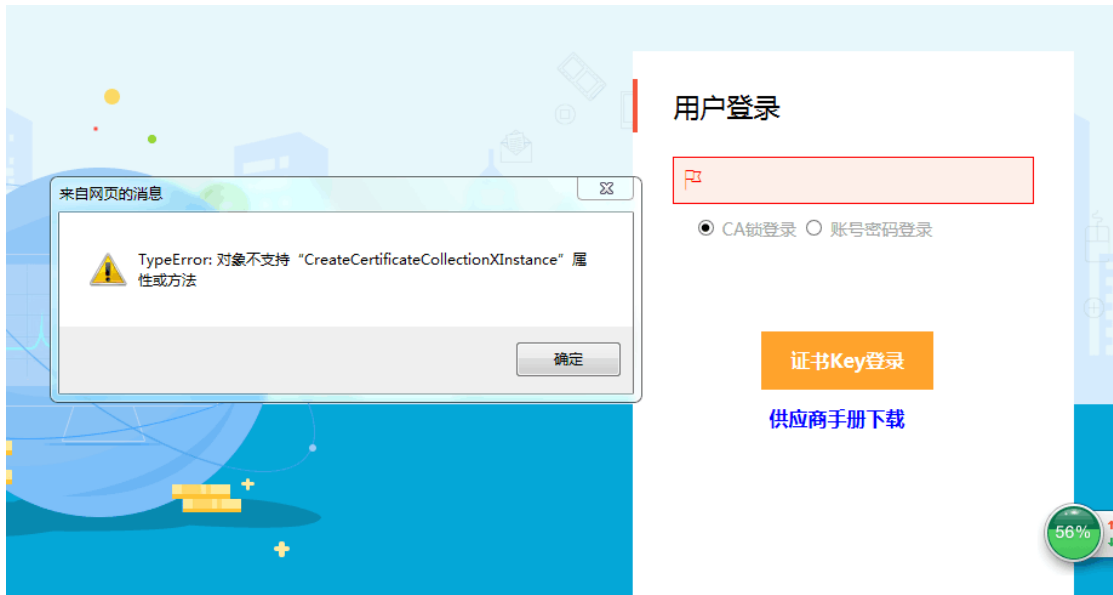 用户登录
来自网页的消息
TypeError: 对象不支持“CreateCertificateCollectionXInstance”属
性或方法
确定
CA锁登录 账号密码登录
证书Key登录
供应商手册下载
56%